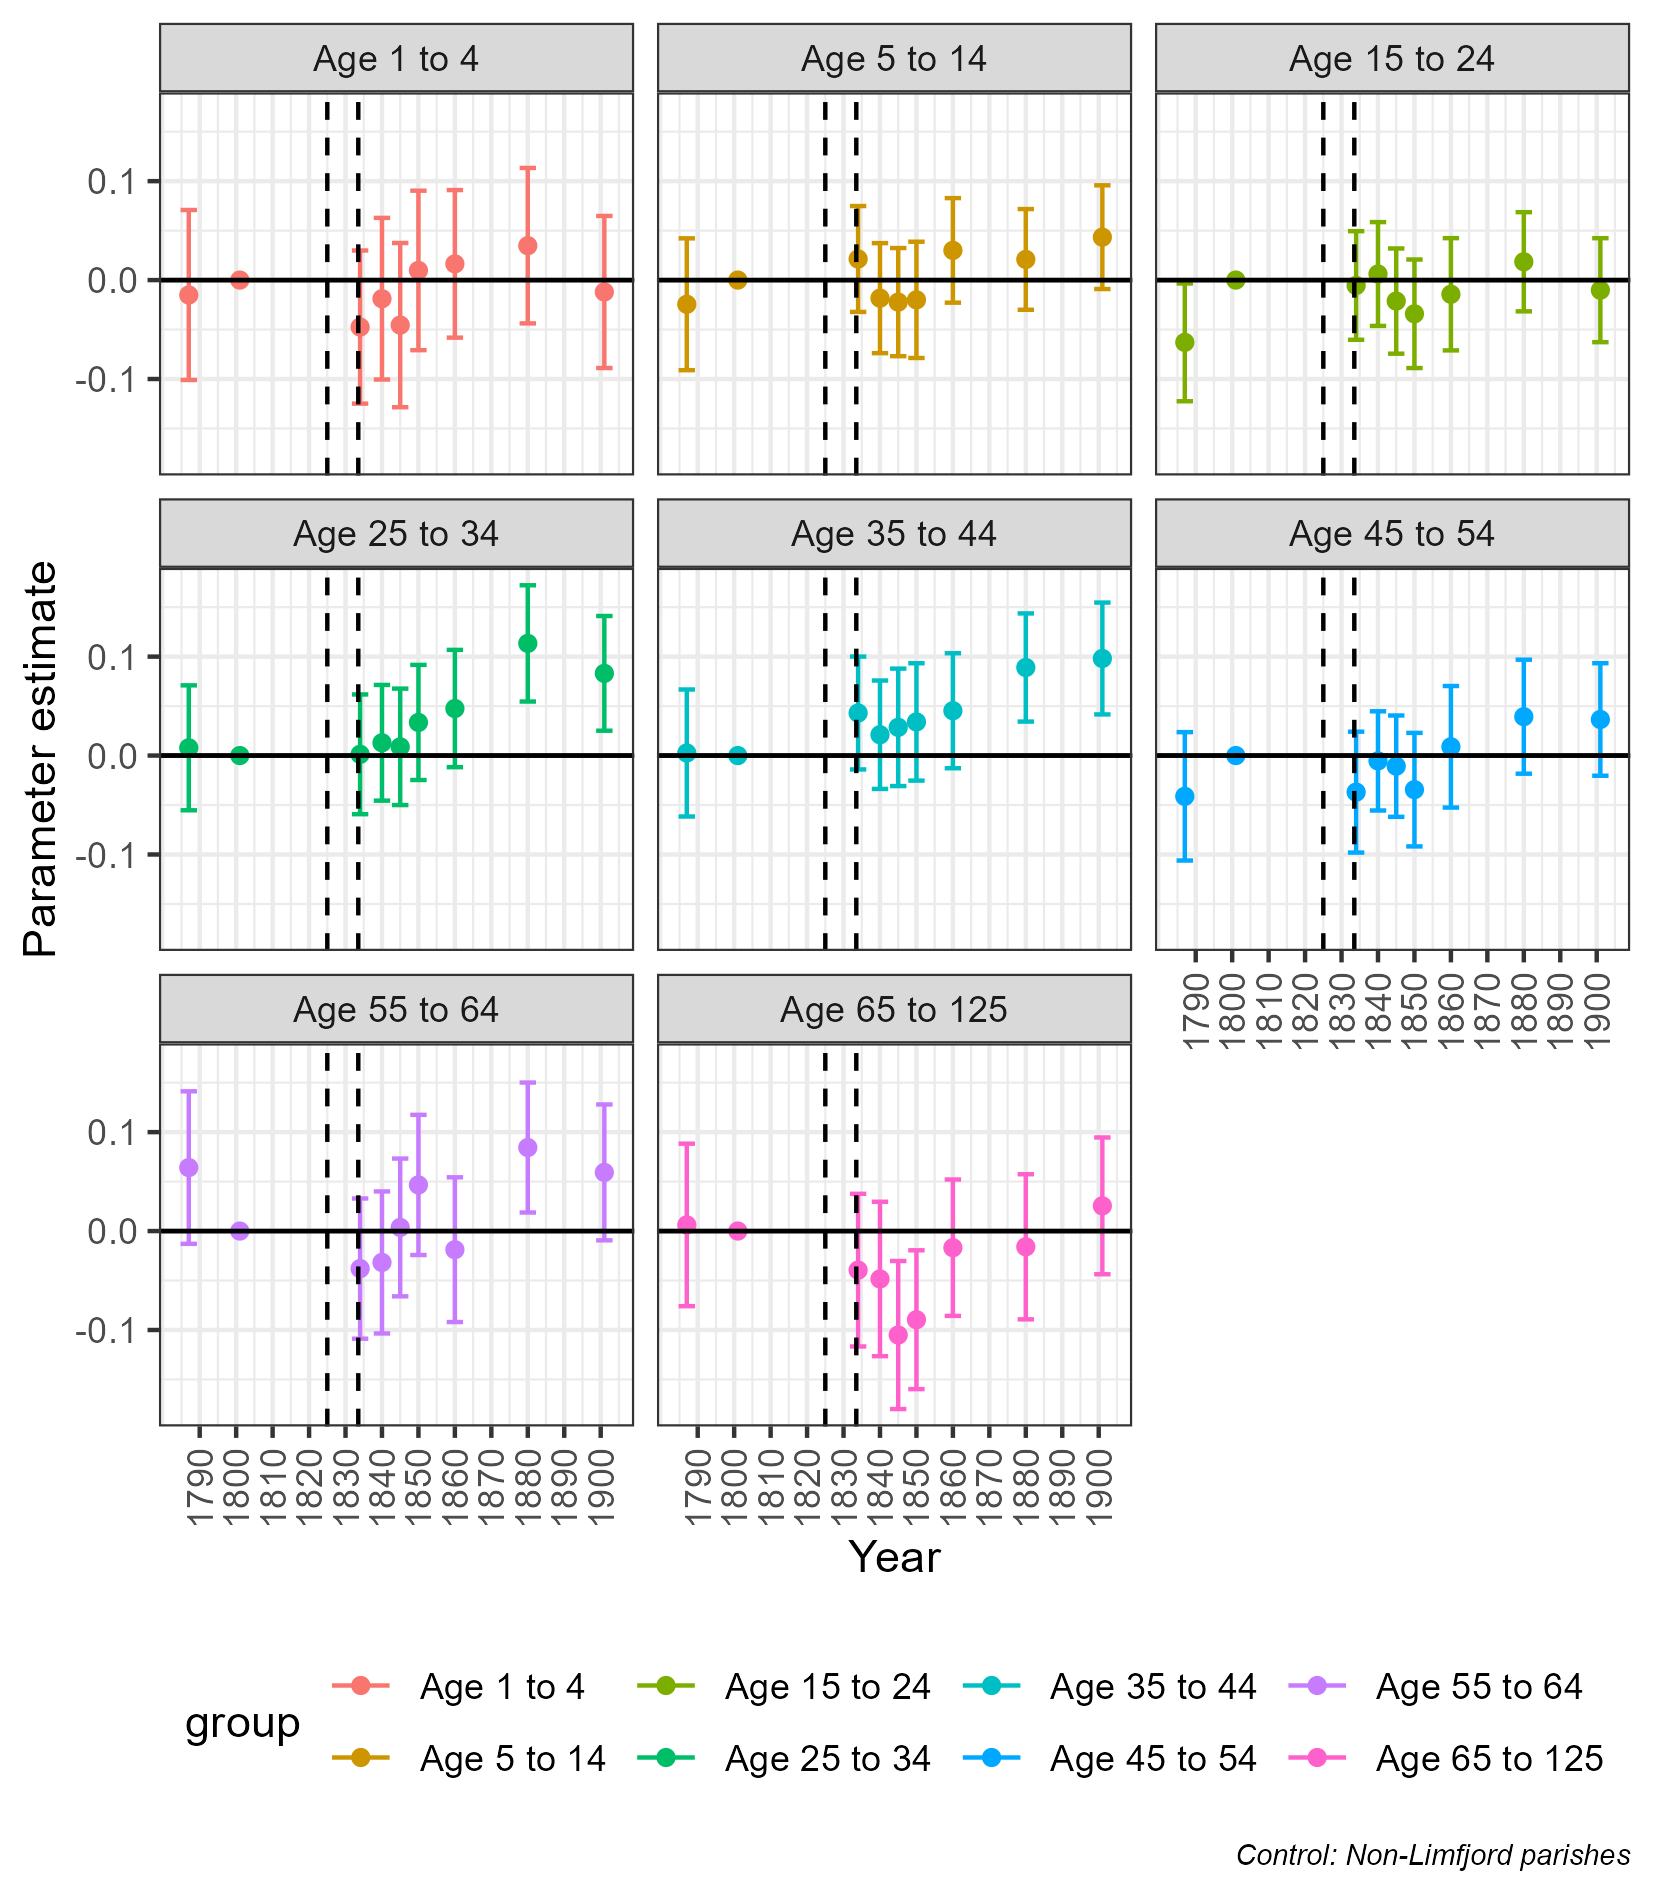 Age 1 to 4
Age 5 to 14
Age 15 to 24
0.1
0.0
-0.1
Age 25 to 34
Age 35 to 44
Age 45 to 54
0.1
0.0
-0.1
1790 1800 1810 1820 1830 1840 1850 1860 1870 1880 1890 1900
Age 55 to 64
Age 65 to 125
0.1
0.0
-0.1
1790 1800 1810 1820 1830 1840 1850 1860 1870 1880 1890 1900
1790 1800 1810 1820 1830 1840 1850 1860 1870 1880 1890 1900
Parameter estimate
Year
group
Age 1 to 4
Age 15 to 24
Age 35 to 44
Age 55 to 64
Age 5 to 14
Age 25 to 34
Age 45 to 54
Age 65 to 125
Control: Non-Limfjord parishes